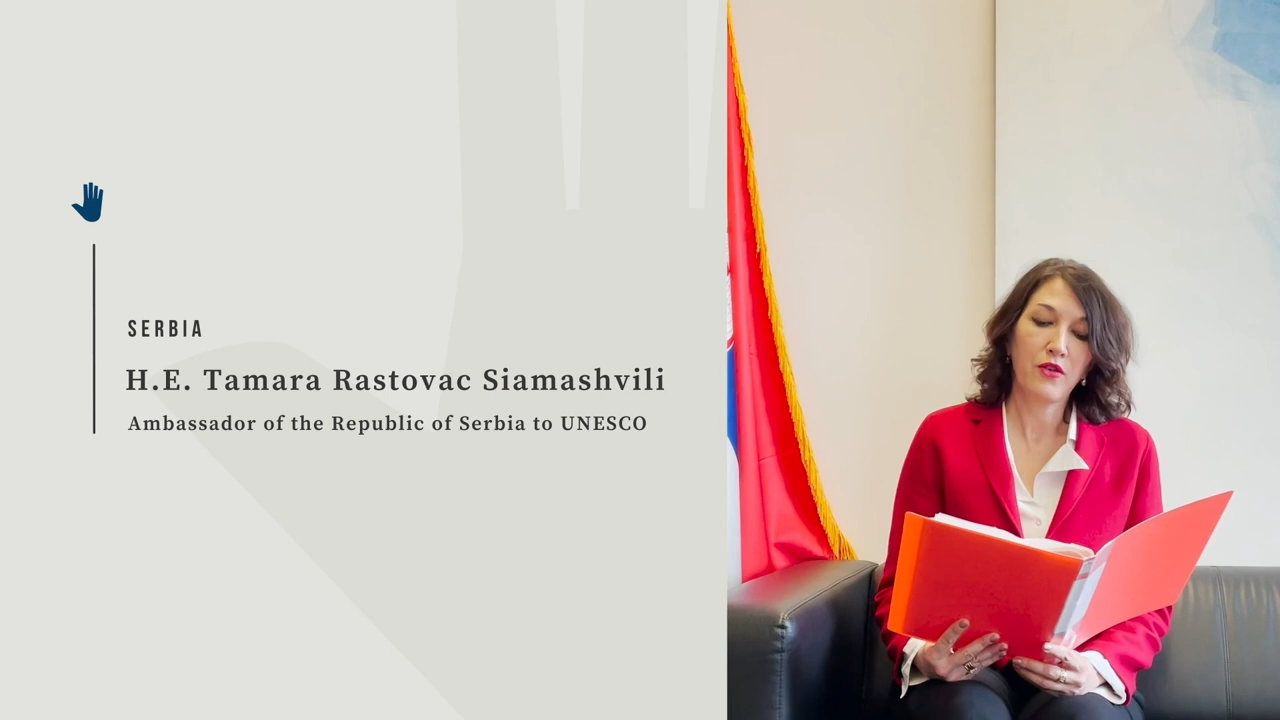 SERBIA
H.E. Tamara Rastovac Siamashvili
Ambassador of the Republic of Serbia to UNESCO